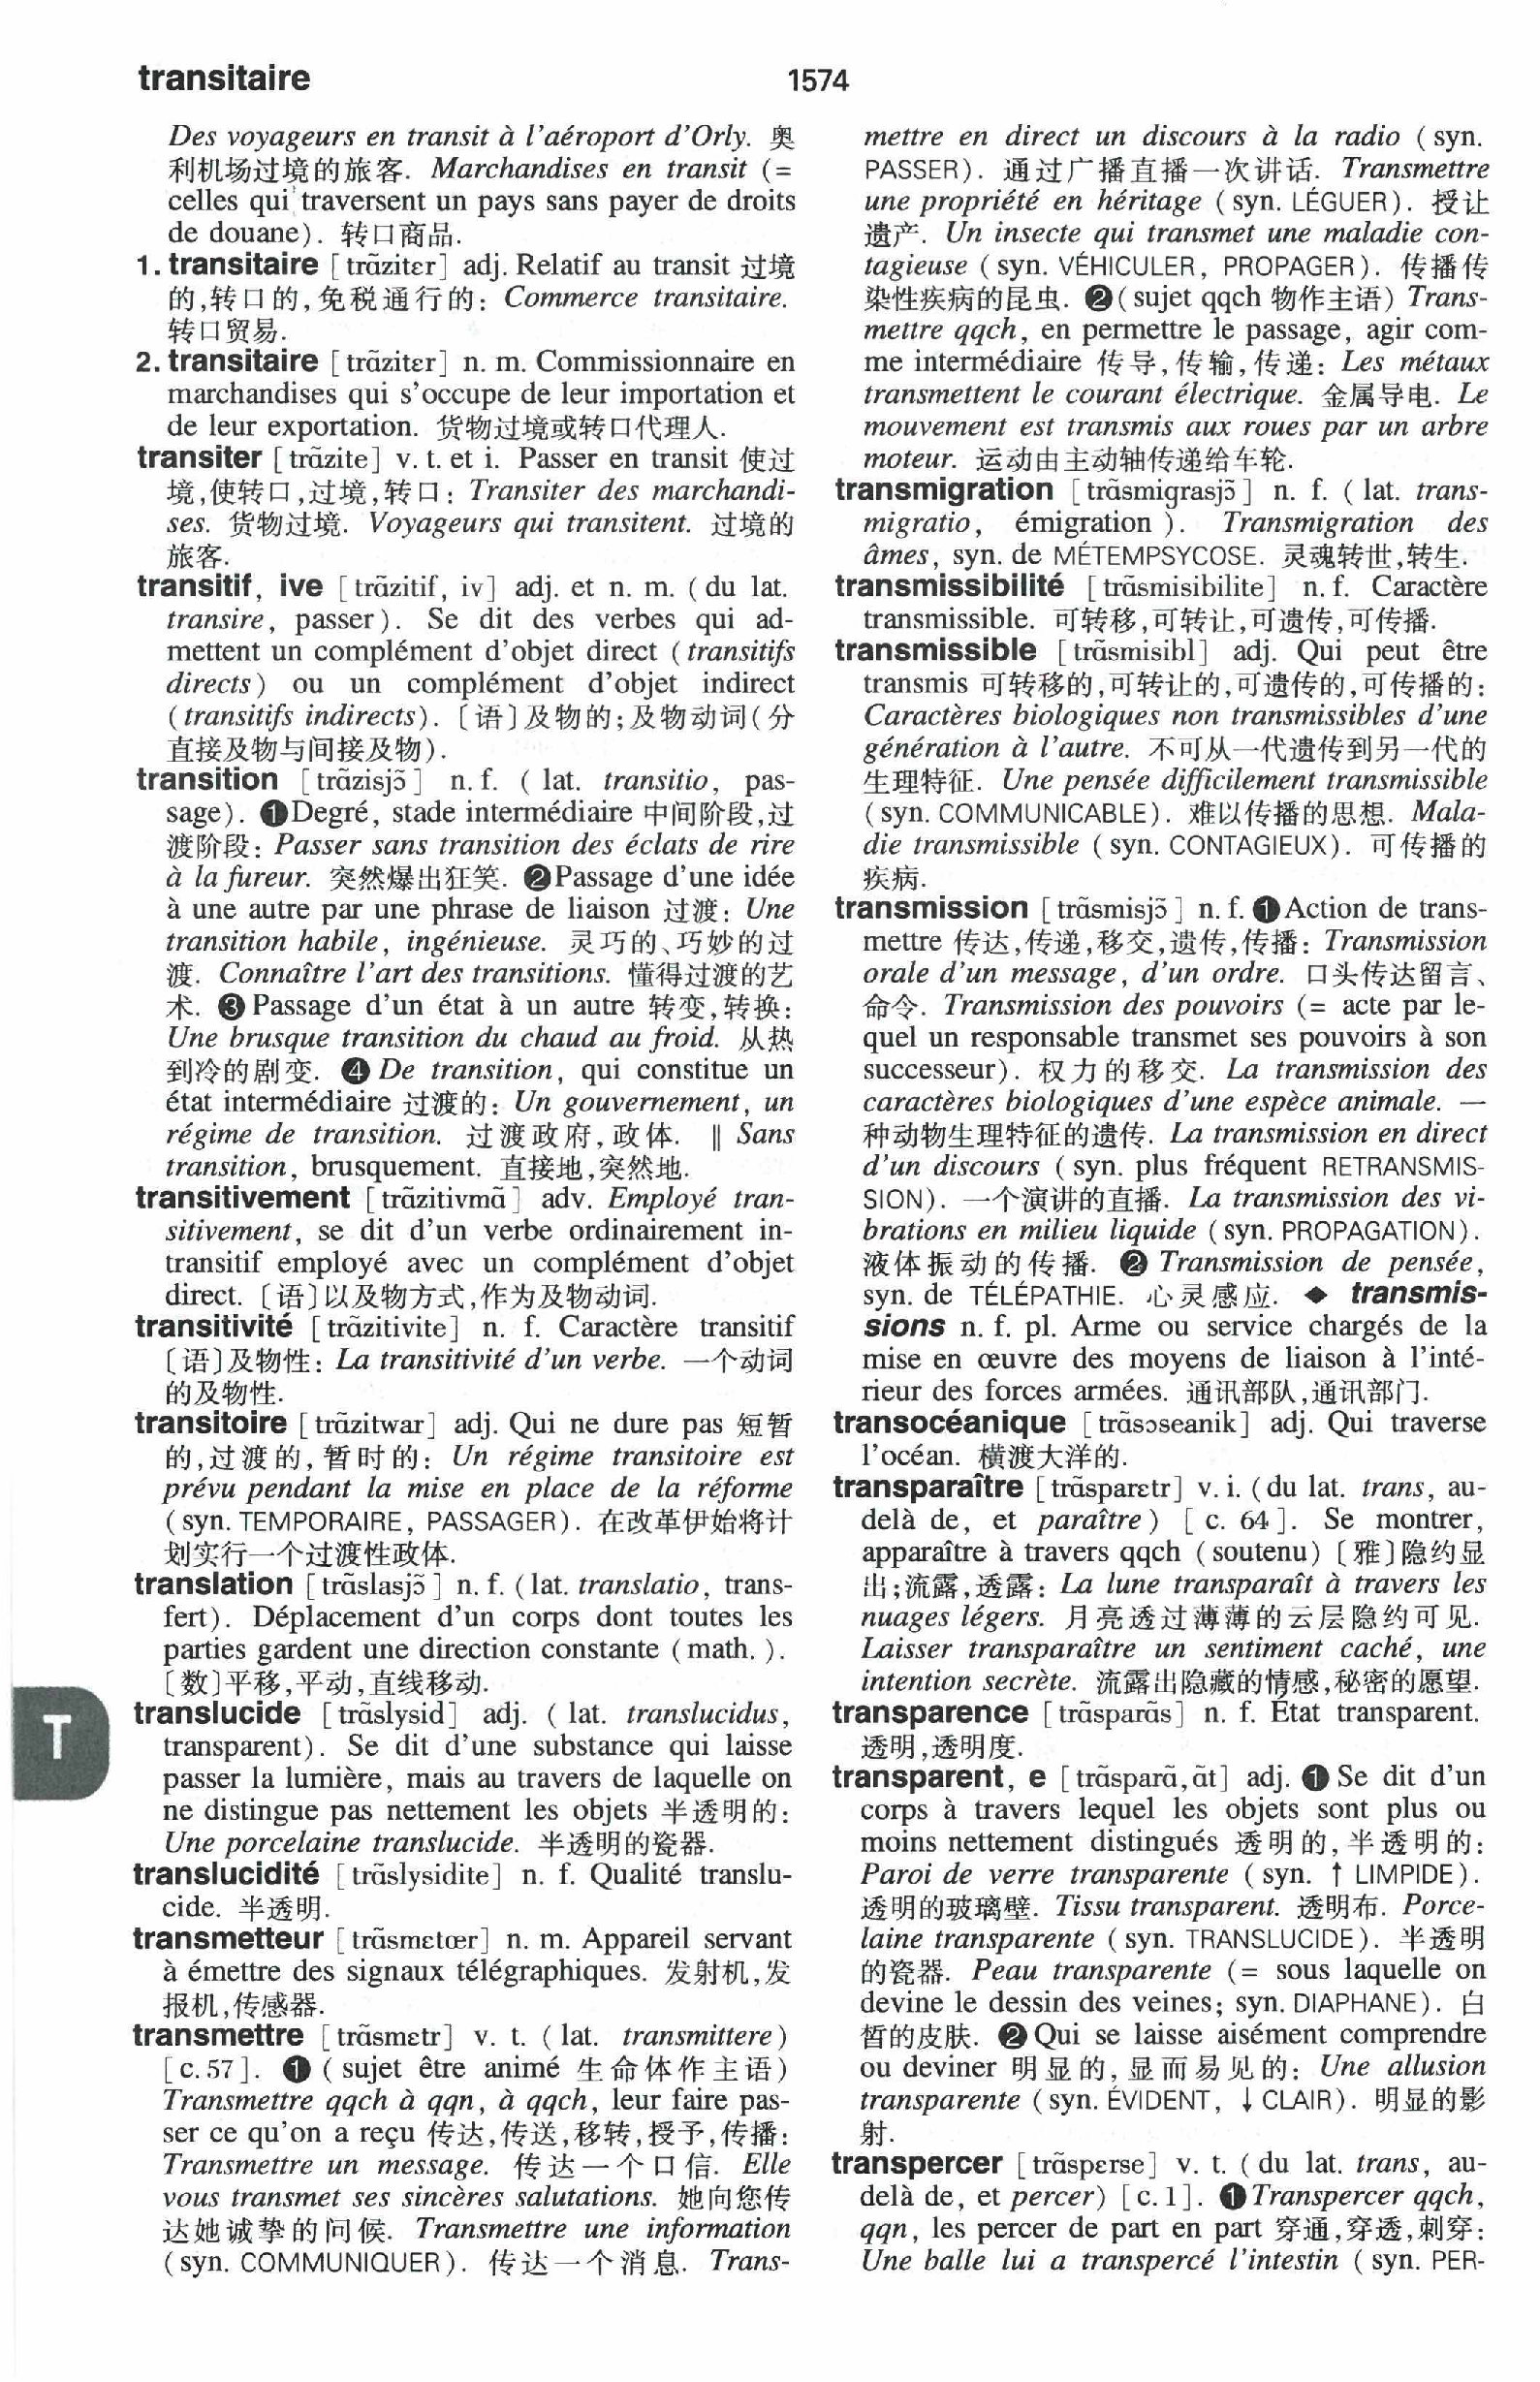 transitaire
1574
Des voyageurs en transit à l'aéroport d'Orly. 奥
利机场过境的旅客. Marchandises en transit (=
celles qui traversent un pays sans payer de droits
de douane). 转口商品.
1. transitaire [trɑ̃zitɛr] adj. Relatif au transit 过境
的,转口的,免税通行的: Commerce transitaire.
转口贸易.
2. transitaire [trɑ̃zitɛr] n. m. Commissionnaire en
marchandises qui s'occupe de leur importation et
de leur exportation. 货物过境或转口代理人.
transiter [trɑ̃zite] v. t. et i. Passer en transit 使过
境,使转口,过境,转口: Transiter des marchandi-
ses. 货物过境. Voyageurs qui transitent. 过境的
旅客.
transitif, ive [trɑ̃zitif, iv] adj. et n. m. (du lat.
transire, passer). Se dit des verbes qui ad-
mettent un complément d'objet direct (transitifs
directs) ou un complément d'objet indirect
(transitifs indirects). 〔语〕及物的;及物动词(分
直接及物与间接及物).
transition [trɑ̃zisjɔ̃] n. f. (lat. transitio, pas-
sage). ❶Degré, stade intermédiaire 中间阶段,过
渡阶段: Passer sans transition des éclats de rire
à la fureur. 突然爆出狂笑. ❷Passage d'une idée
à une autre par une phrase de liaison 过渡: Une
transition habile, ingénieuse. 灵巧的、巧妙的过
渡. Connaître l'art des transitions. 懂得过渡的艺
术. ❸Passage d'un état à un autre 转变,转换:
Une brusque transition du chaud au froid. 从热
到冷的剧变. ❹De transition, qui constitue un
état intermédiaire 过渡的: Un gouvernement, un
régime de transition. 过渡政府,政体. ‖ Sans
transition, brusquement. 直接地,突然地.
transitivement [trɑ̃zitivmɑ̃] adv. Employé tran-
sitivement, se dit d'un verbe ordinairement in-
transitif employé avec un complément d'objet
direct. 〔语〕以及物方式,作为及物动词.
transitivité [trɑ̃zitivite] n. f. Caractère transitif
〔语〕及物性: La transitivité d'un verbe. 一个动词
的及物性.
transitoire [trɑ̃zitwar] adj. Qui ne dure pas 短暂
的,过渡的,暂时的: Un régime transitoire est
prévu pendant la mise en place de la réforme
(syn. TEMPORAIRE, PASSAGER). 在改革伊始将计
划实行一个过渡性政体.
translation [trɑ̃slasjɔ̃] n. f. (lat. translatio, trans-
fert). Déplacement d'un corps dont toutes les
parties gardent une direction constante (math.).
〔数〕平移,平动,直线移动.
translucide [trɑ̃slysid] adj. (lat. translucidus,
transparent). Se dit d'une substance qui laisse
passer la lumière, mais au travers de laquelle on
ne distingue pas nettement les objets 半透明的:
Une porcelaine translucide. 半透明的瓷器.
translucidité [trɑ̃slysidite] n. f. Qualité translu-
cide. 半透明.
transmetteur [trɑ̃smɛtœr] n. m. Appareil servant
à émettre des signaux télégraphiques. 发射机,发
报机,传感器.
transmettre [trɑ̃smɛtr] v. t. (lat. transmittere)
[c. 57]. ❶ (sujet être animé 生命体作主语)
Transmettre qqch à qqn, à qqch, leur faire pas-
ser ce qu'on a reçu 传达,传送,移转,授予,传播:
Transmettre un message. 传达一个口信. Elle
vous transmet ses sincères salutations. 她向您传
达她诚挚的问候. Transmettre une information
(syn. COMMUNIQUER). 传达一个消息. Trans-
mettre en direct un discours à la radio (syn.
PASSER). 通过广播直播一次讲话. Transmettre
une propriété en héritage (syn. LÉGUER). 授让
遗产. Un insecte qui transmet une maladie con-
tagieuse (syn. VÉHICULER, PROPAGER). 传播传
染性疾病的昆虫. ❷(sujet qqch 物作主语) Trans-
mettre qqch, en permettre le passage, agir com-
me intermédiaire 传导,传输,传递: Les métaux
transmettent le courant électrique. 金属导电. Le
mouvement est transmis aux roues par un arbre
moteur. 运动由主动轴传递给车轮.
transmigration [trɑ̃smigrasjɔ̃] n. f. (lat. trans-
migratio, émigration). Transmigration des
âmes, syn. de MÉTEMPSYCOSE. 灵魂转世,转生.
transmissibilité [trɑ̃smisibilite] n. f. Caractère
transmissible. 可转移,可转让,可遗传,可传播.
transmissible [trɑ̃smisibl] adj. Qui peut être
transmis 可转移的,可转让的,可遗传的,可传播的:
Caractères biologiques non transmissibles d'une
génération à l'autre. 不可从一代遗传到另一代的
生理特征. Une pensée difficilement transmissible
(syn. COMMUNICABLE). 难以传播的思想. Mala-
die transmissible (syn. CONTAGIEUX). 可传播的
疾病.
transmission [trɑ̃smisjɔ̃] n. f. ❶Action de trans-
mettre 传达,传递,移交,遗传,传播: Transmission
orale d'un message, d'un ordre. 口头传达留言、
命令. Transmission des pouvoirs (= acte par le-
quel un responsable transmet ses pouvoirs à son
successeur). 权力的移交. La transmission des
caractères biologiques d'une espèce animale. 一
种动物生理特征的遗传. La transmission en direct
d'un discours (syn. plus fréquent RETRANSMIS-
SION). 一个演讲的直播. La transmission des vi-
brations en milieu liquide (syn. PROPAGATION).
液体振动的传播. ❷ Transmission de pensée,
syn. de TÉLÉPATHIE. 心灵感应. ◆ transmis-
sions n. f. pl. Arme ou service chargés de la
mise en œuvre des moyens de liaison à l'inté-
rieur des forces armées. 通讯部队,通讯部门.
transocéanique [trɑ̃sɔseanik] adj. Qui traverse
l'océan. 横渡大洋的.
transparaître [trɑ̃sparɛtr] v. i. (du lat. trans, au-
delà de, et paraître) [c. 64]. Se montrer,
apparaître à travers qqch (soutenu) 〔雅〕隐约显
出;流露,透露: La lune transparaît à travers les
nuages légers. 月亮透过薄薄的云层隐约可见.
Laisser transparaître un sentiment caché, une
intention secrète. 流露出隐藏的情感,秘密的愿望.
transparence [trɑ̃sparɑ̃s] n. f. État transparent.
透明,透明度.
transparent, e [trɑ̃sparɑ̃,ɑ̃t] adj. ❶Se dit d'un
corps à travers lequel les objets sont plus ou
moins nettement distingués 透明的,半透明的:
Paroi de verre transparente (syn. ↑ LIMPIDE).
透明的玻璃壁. Tissu transparent. 透明布. Porce-
laine transparente (syn. TRANSLUCIDE). 半透明
的瓷器. Peau transparente (= sous laquelle on
devine le dessin des veines; syn. DIAPHANE). 白
皙的皮肤. ❷Qui se laisse aisément comprendre
ou deviner 明显的,显而易见的: Une allusion
transparente (syn. ÉVIDENT, ↓ CLAIR). 明显的影
射.
transpercer [trɑ̃spɛrse] v. t. (du lat. trans, au-
delà de, et percer) [c. 1]. ❶Transpercer qqch,
qqn, les percer de part en part 穿通,穿透,刺穿:
Une balle lui a transpercé l'intestin (syn. PER-
T